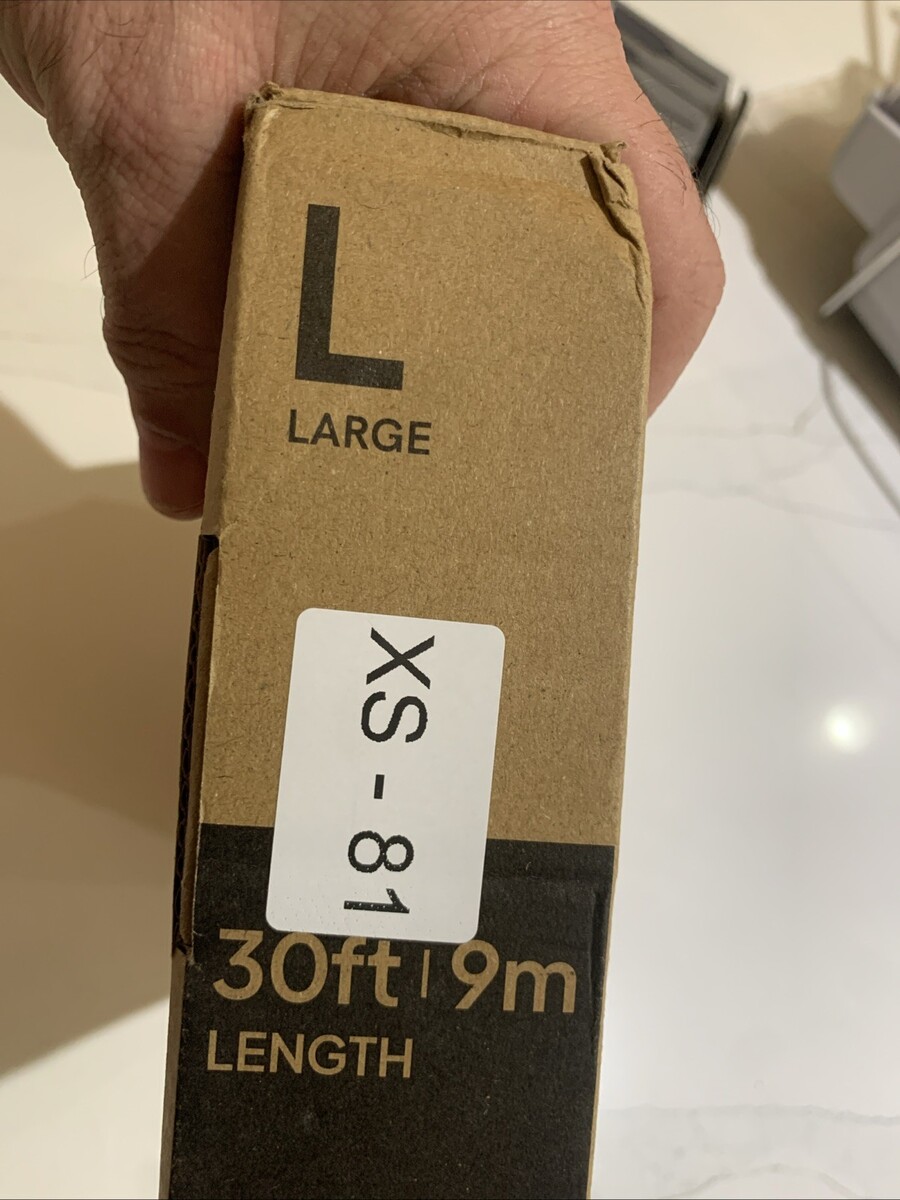 L
LARGE
XS - 81
30ft | 9m
LENGTH